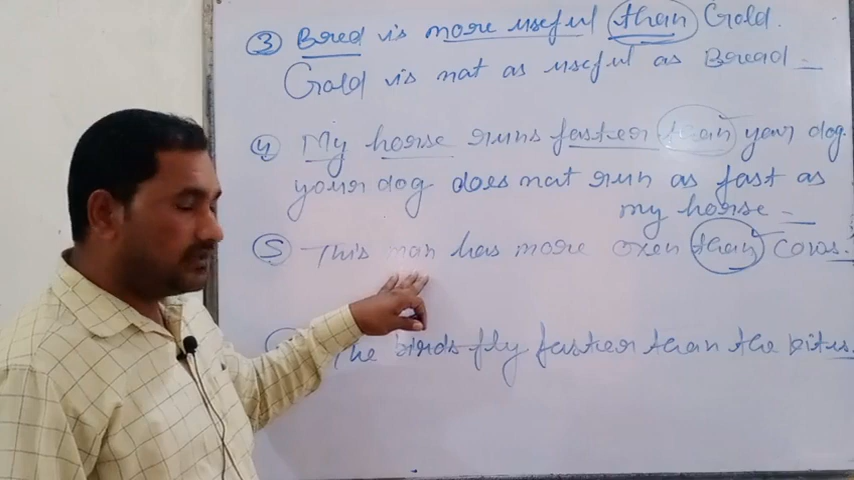 ③ Bred is more useful than Gold.
Gold is not as useful as Bread =
④ My horse runs faster than your dog.
your dog does not run as fast as
my horse =
⑤ This man has more oxen than Cows.
The birds fly faster than the kites.